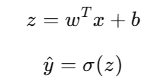 z = w^T x + b
ŷ = σ(z)